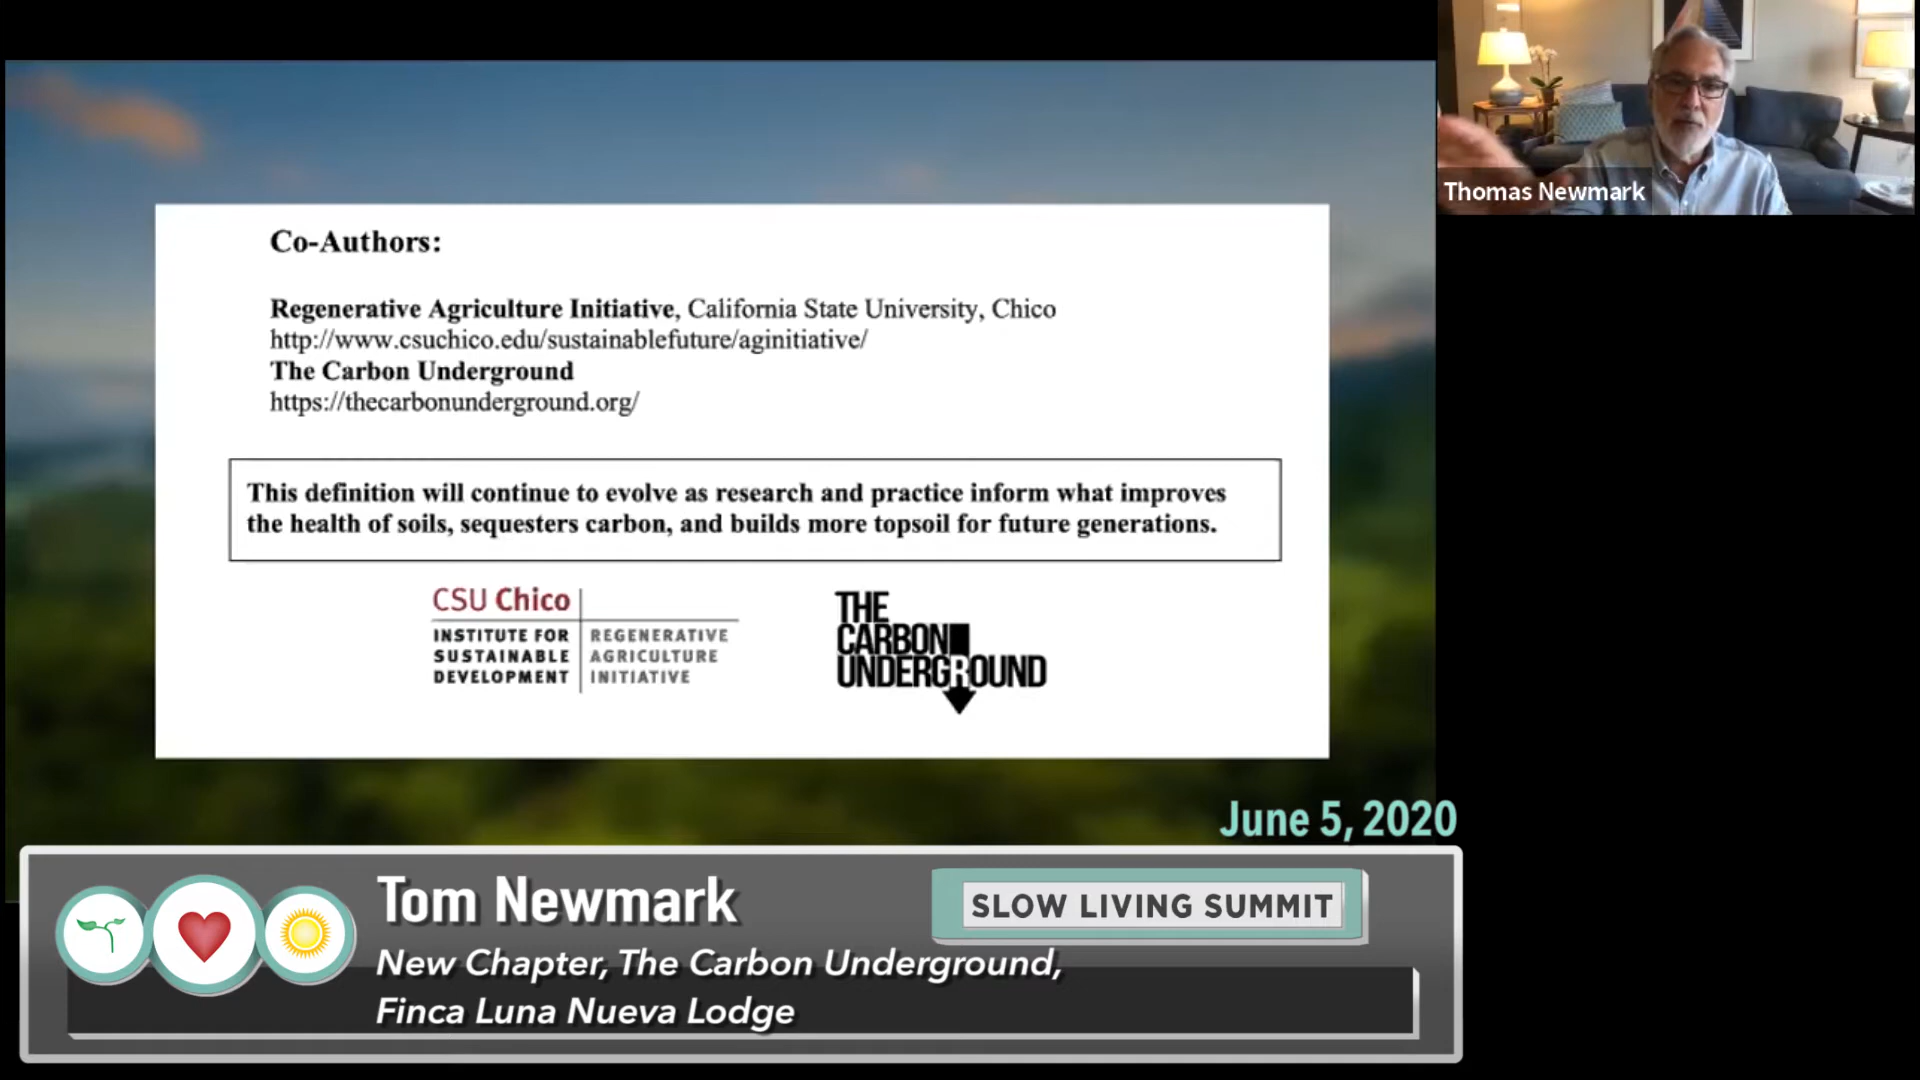 Co-Authors:
Regenerative Agriculture Initiative, California State University, Chico
http://www.csuchico.edu/sustainablefuture/aginitiative/
The Carbon Underground
https://thecarbonunderground.org/
This definition will continue to evolve as research and practice inform what improves
the health of soils, sequesters carbon, and builds more topsoil for future generations.
CSU Chico
INSTITUTE FOR
SUSTAINABLE
DEVELOPMENT
REGENERATIVE
AGRICULTURE
INITIATIVE
THE
CARBON
UNDERGROUND
Thomas Newmark
June 5, 2020
Tom Newmark
SLOW LIVING SUMMIT
New Chapter, The Carbon Underground,
Finca Luna Nueva Lodge